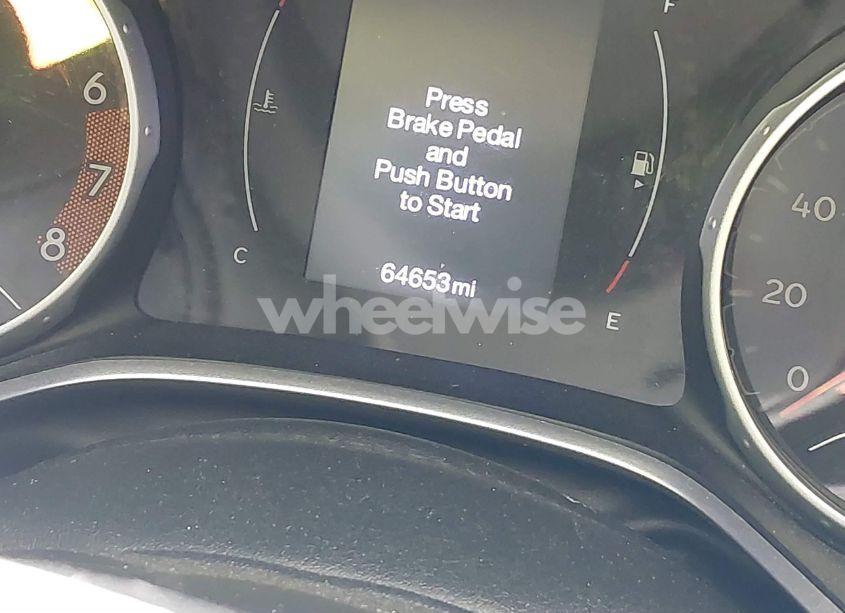 F
6
7
8
Press
Brake Pedal
and
Push Button
to Start
64653mi
C
E
40
20
0
wheelwise